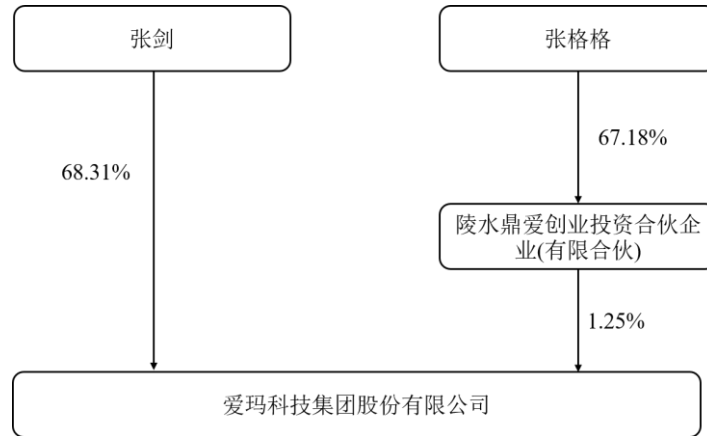 张剑
张格格
68.31%
67.18%
陵水鼎爱创业投资合伙企
业(有限合伙)
1.25%
爱玛科技集团股份有限公司